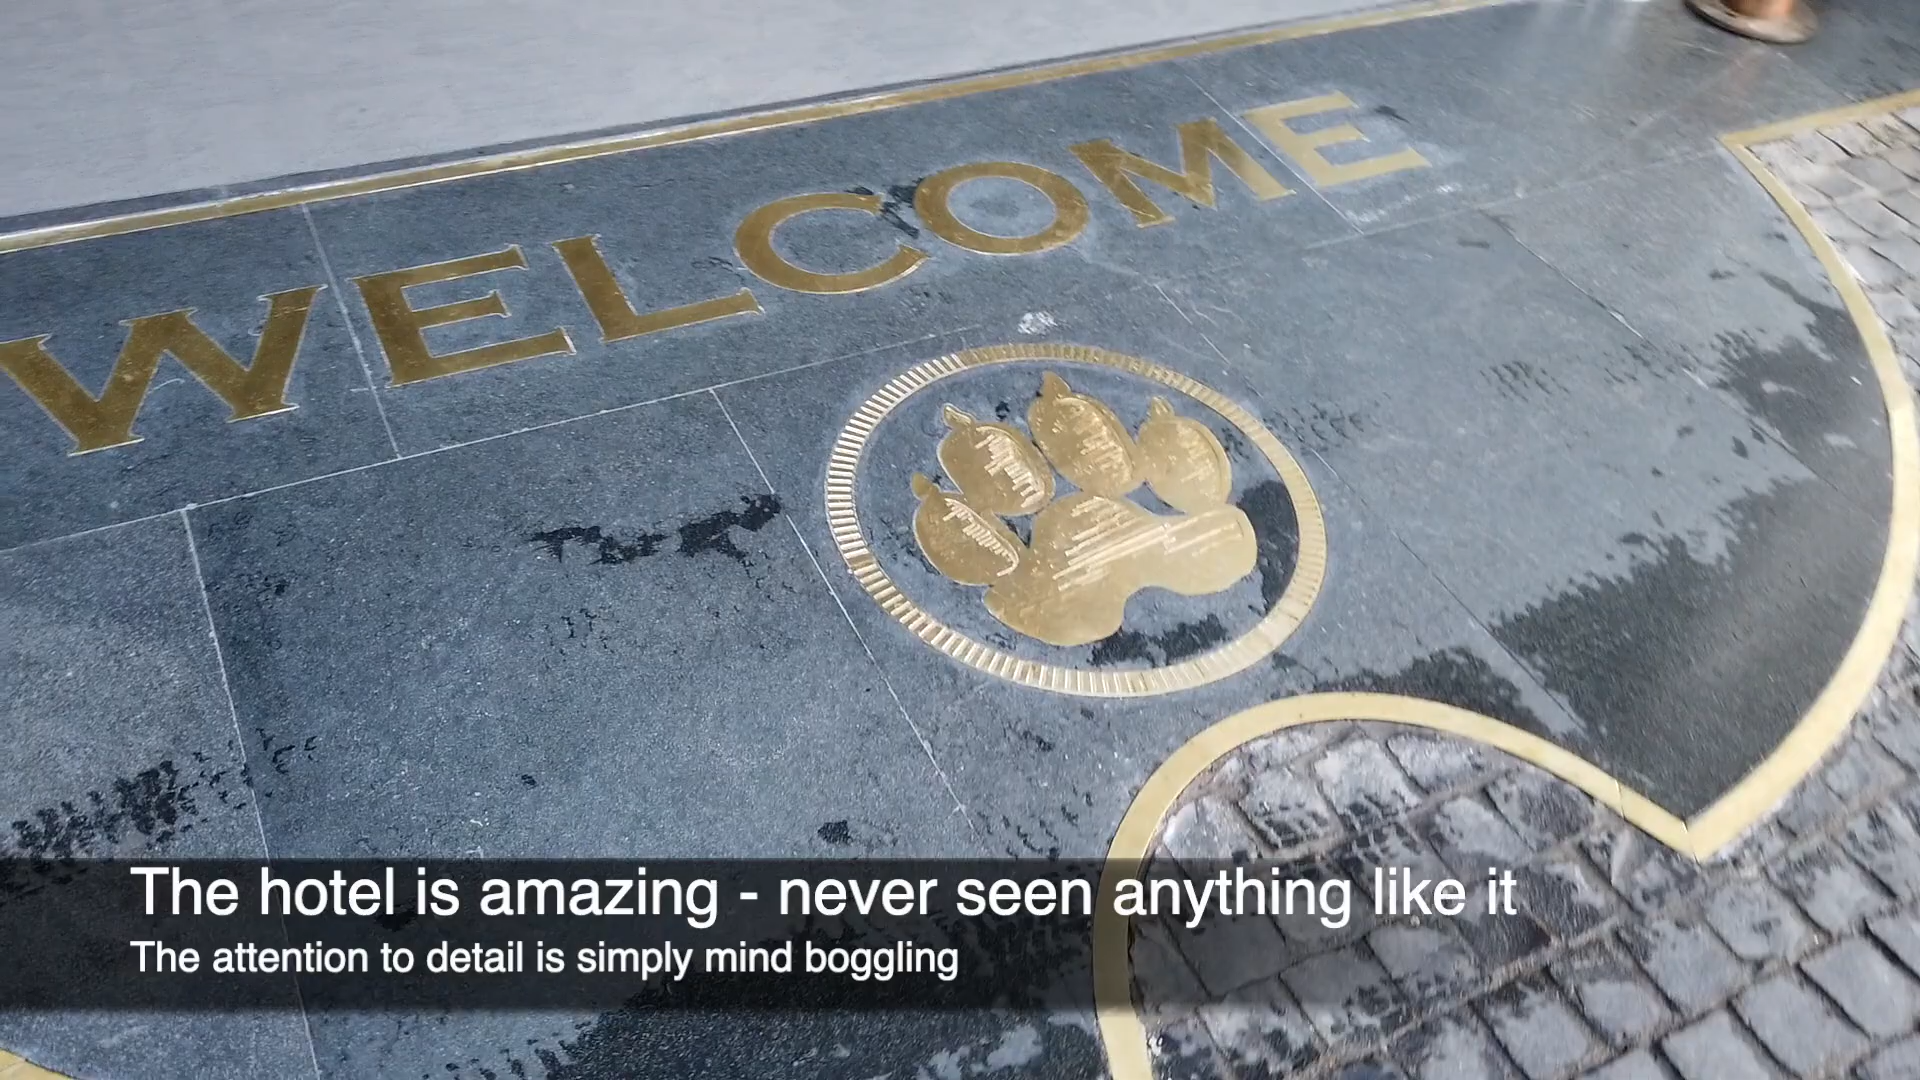 WELCOME
The hotel is amazing - never seen anything like it
The attention to detail is simply mind boggling